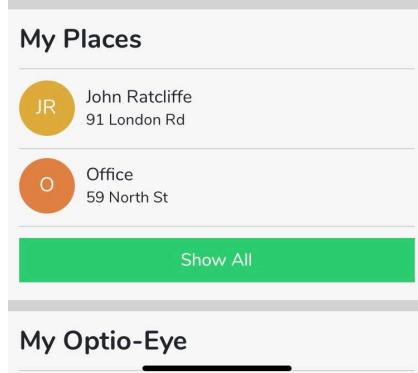 My Places
JR
John Ratcliffe
91 London Rd
O
Office
59 North St
Show All
My Optio-Eye